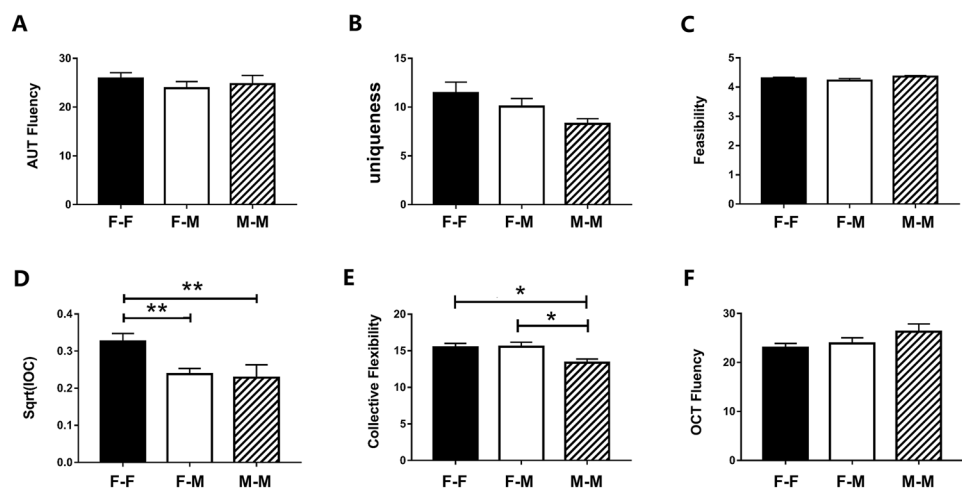 A
AUT Fluency
30
20
10
0
F-F F-M M-M
B
uniqueness
15
10
5
0
F-F F-M M-M
C
Feasibility
5
4
3
2
1
0
F-F F-M M-M
D
Sqrt(IOC)
**
**
0.4
0.3
0.2
0.1
0.0
F-F F-M M-M
E
Collective Flexibility
*
*
20
15
10
5
0
F-F F-M M-M
F
OCT Fluency
30
20
10
0
F-F F-M M-M